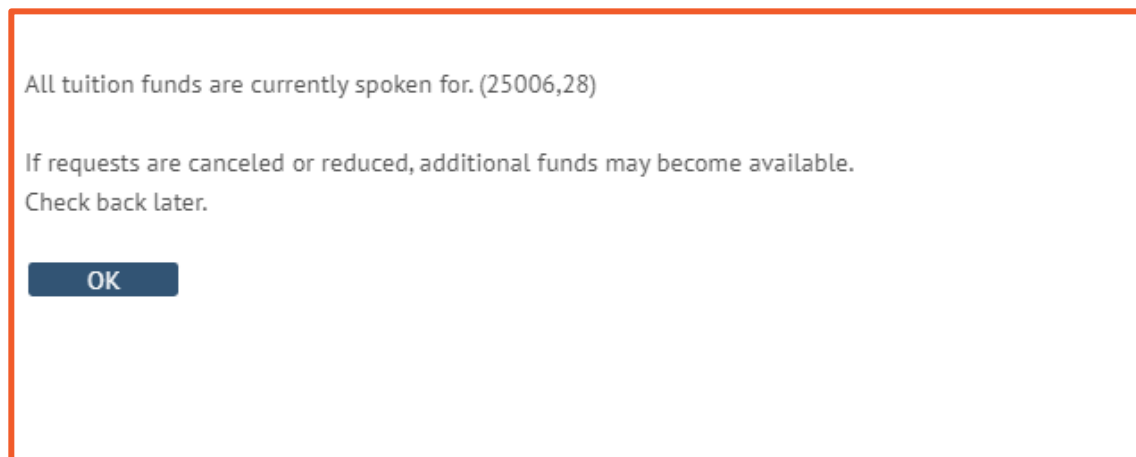 All tuition funds are currently spoken for. (25006,28)
If requests are canceled or reduced, additional funds may become available.
Check back later.
OK